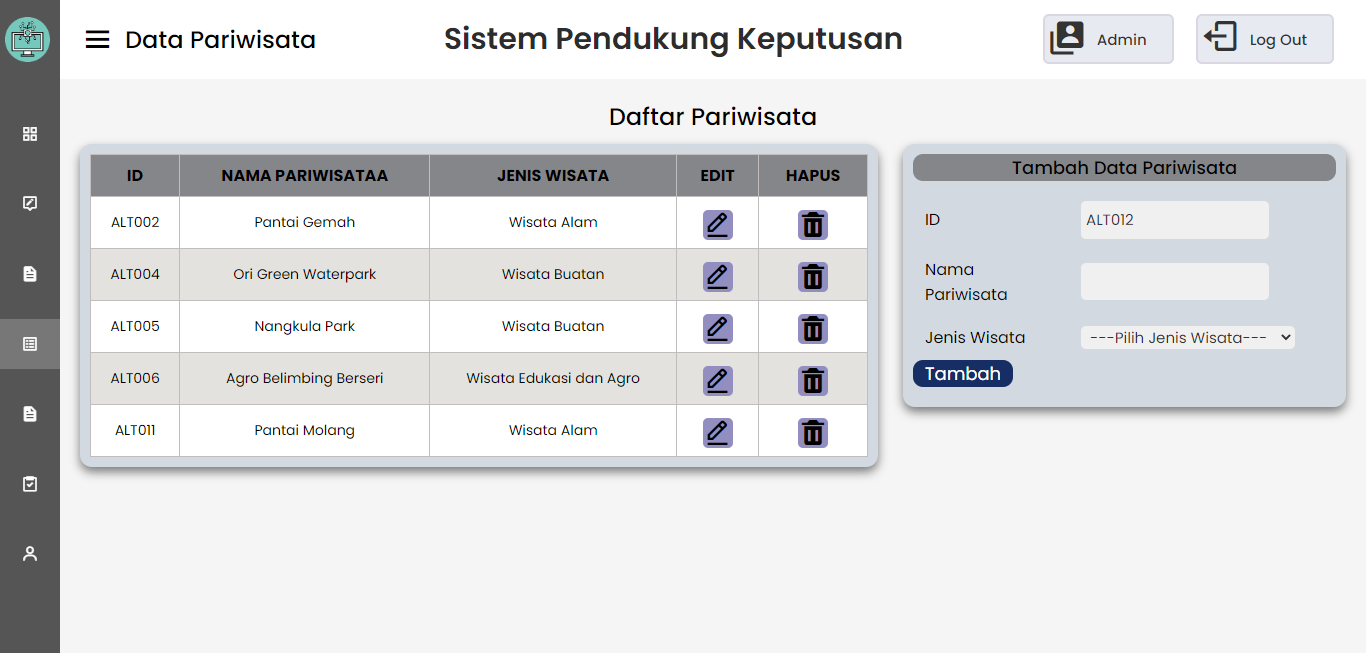 Data Pariwisata
Sistem Pendukung Keputusan
Admin
Log Out
Daftar Pariwisata
ID NAMA PARIWISATAA JENIS WISATA EDIT HAPUS
ALT002 Pantai Gemah Wisata Alam
ALT004 Ori Green Waterpark Wisata Buatan
ALT005 Nangkula Park Wisata Buatan
ALT006 Agro Belimbing Berseri Wisata Edukasi dan Agro
ALT011 Pantai Molang Wisata Alam
Tambah Data Pariwisata
ID ALT012
Nama
Pariwisata
Jenis Wisata ---Pilih Jenis Wisata---
Tambah